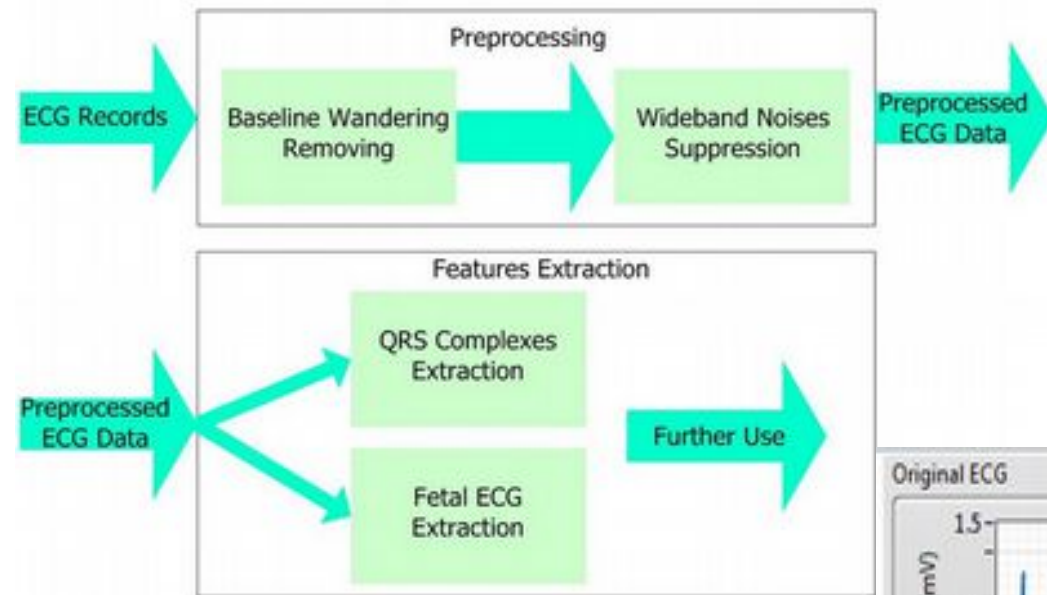 Preprocessing
ECG Records
Baseline Wandering
Removing
Wideband Noises
Suppression
Preprocessed
ECG Data
Features Extraction
Preprocessed
ECG Data
QRS Complexes
Extraction
Fetal ECG
Extraction
Further Use
Original ECG
1.5
mV)